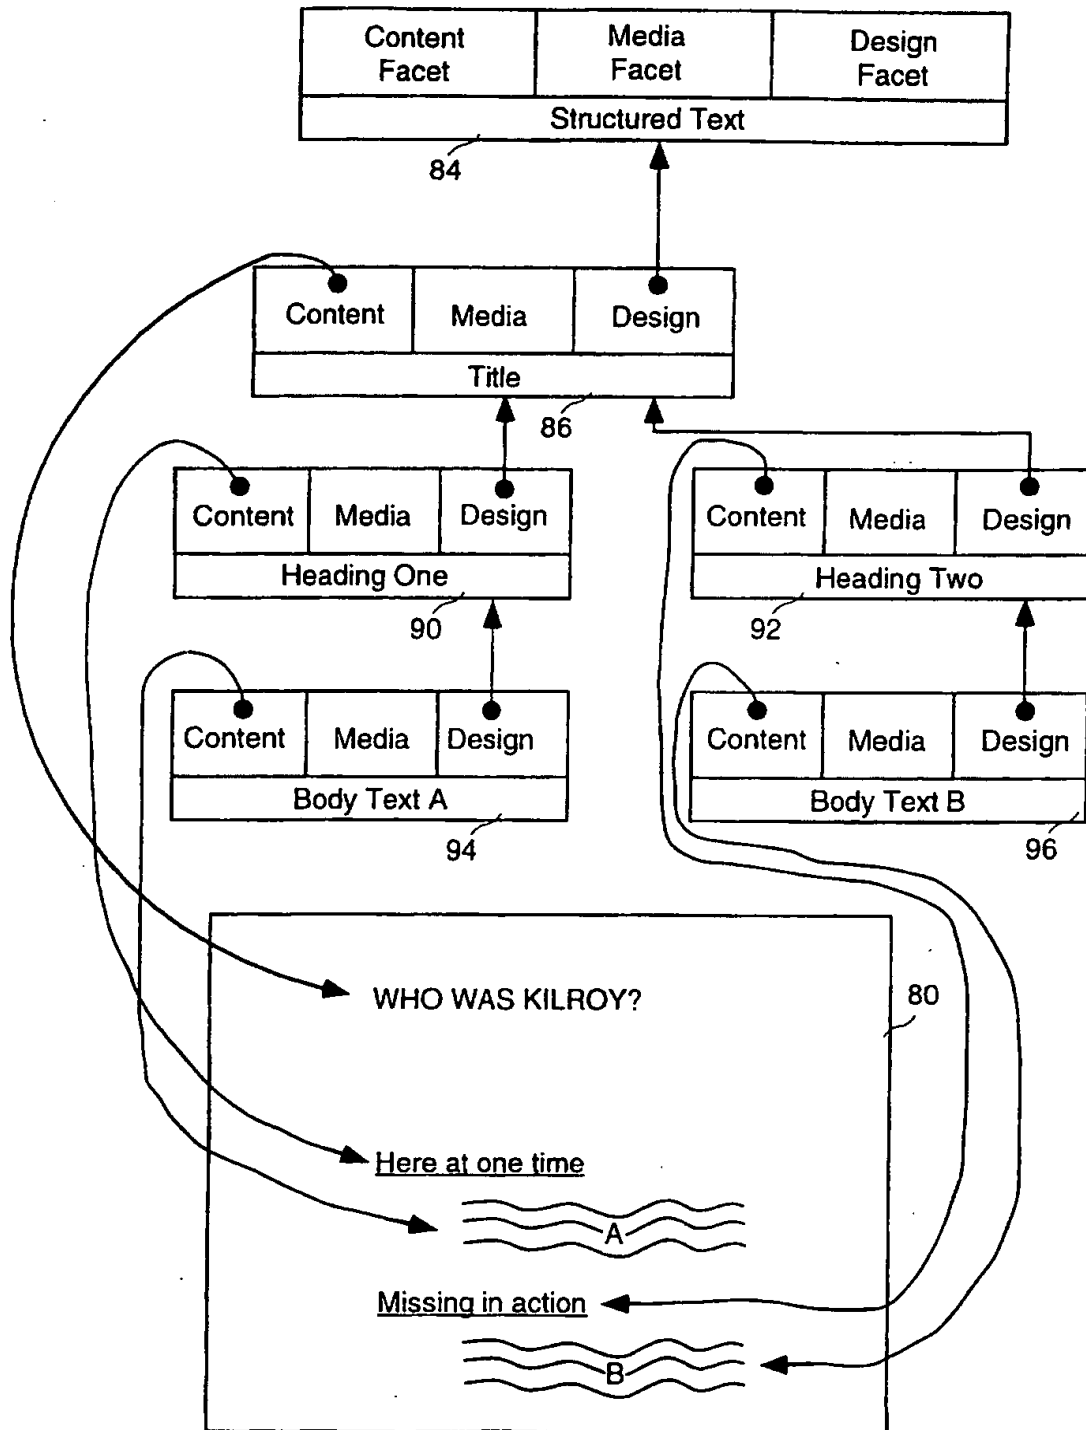 Content Facet
Media Facet
Design Facet
Structured Text
84
Content
Media
Design
Title
86
Content
Media
Design
Heading One
90
Content
Media
Design
Heading Two
92
Content
Media
Design
Body Text A
94
Content
Media
Design
Body Text B
96
80
WHO WAS KILROY?
Here at one time
A
Missing in action
B